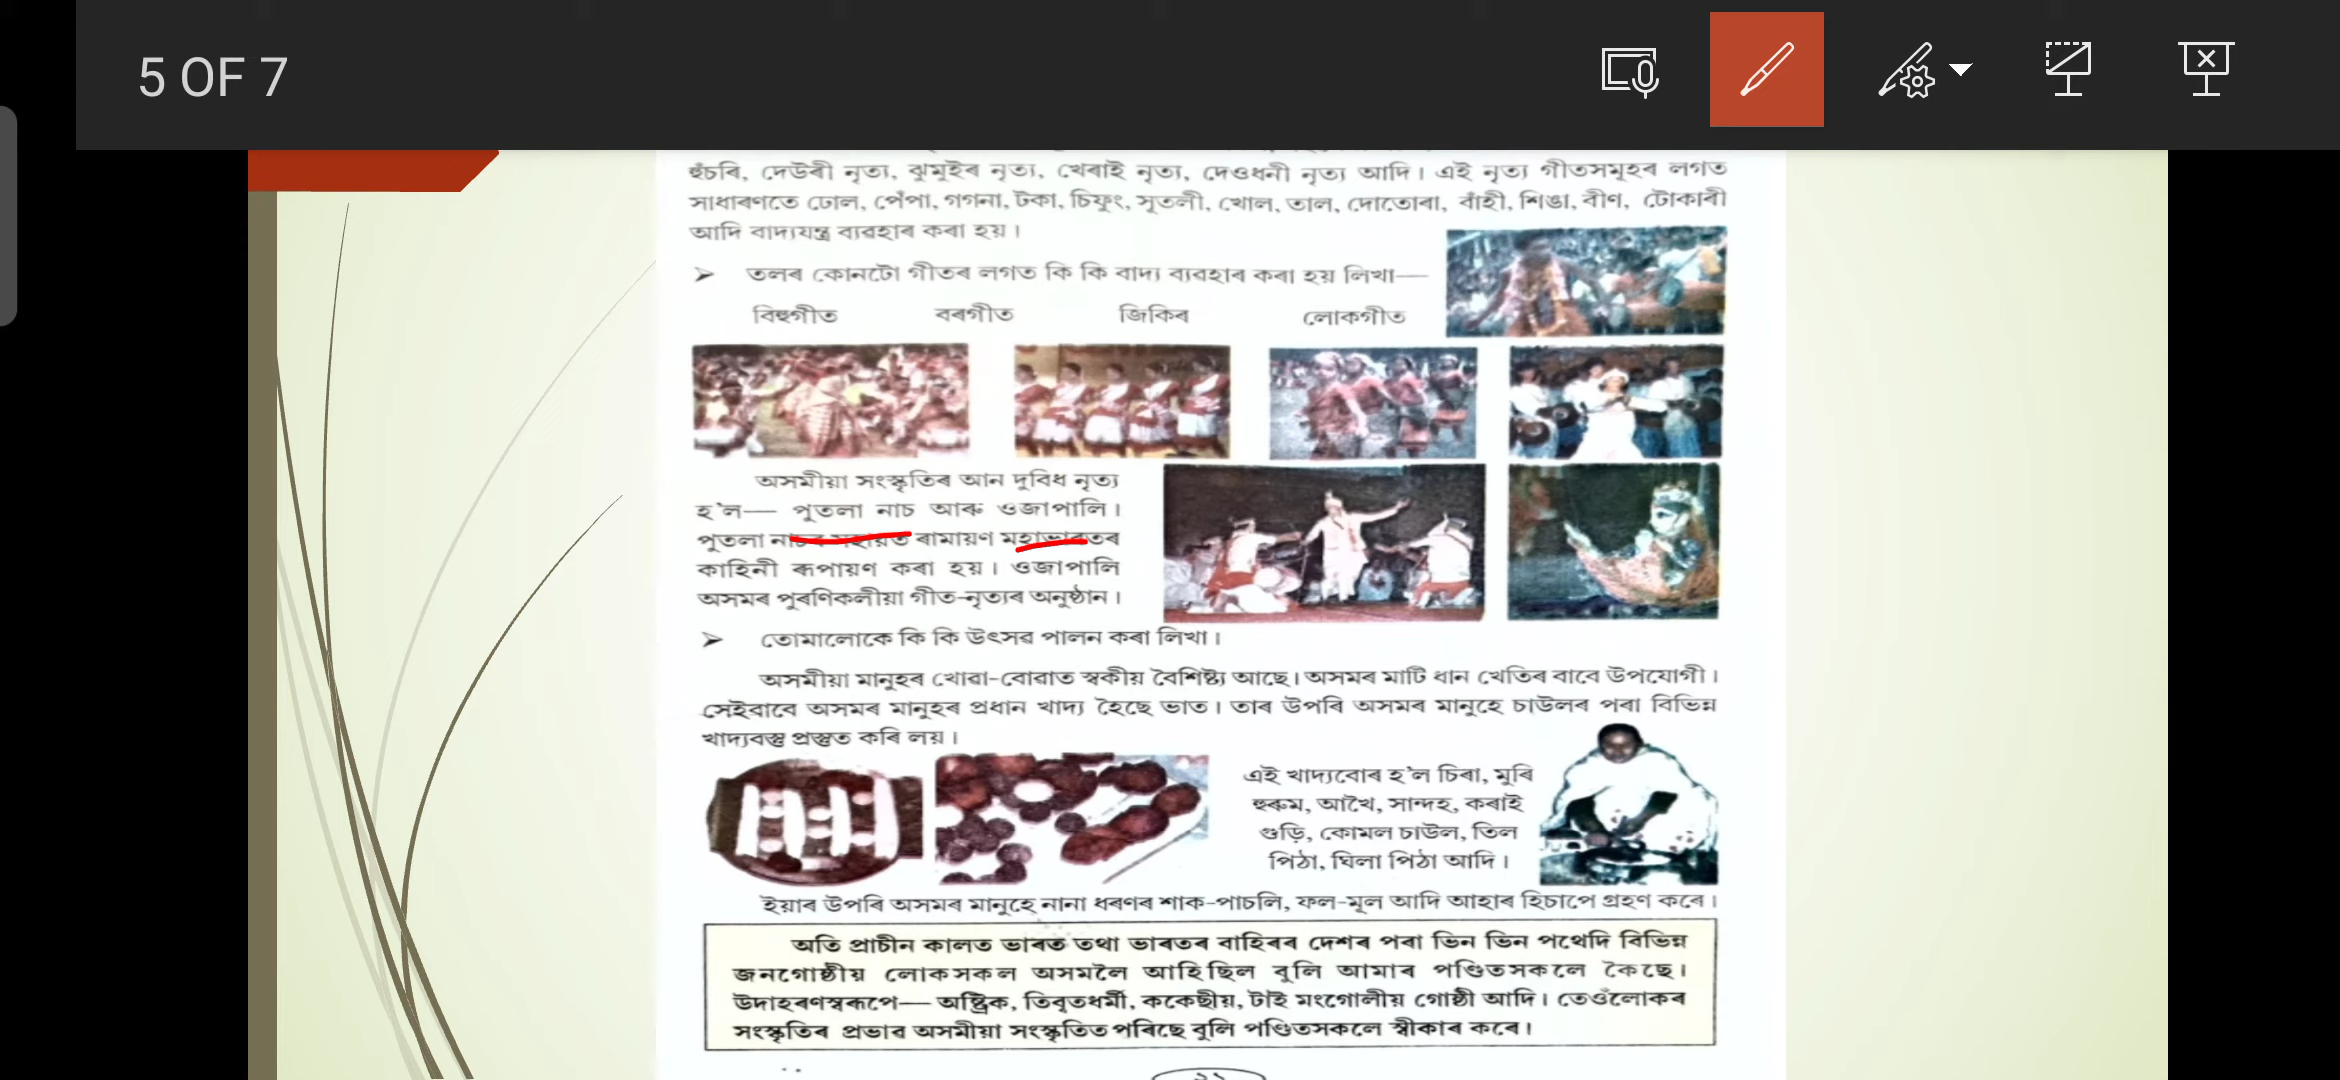 5 OF 7
হুঁচৰি, দেউৰী নৃত্য, ঝুমুইৰ নৃত্য, খেৰাই নৃত্য, দেওধনী নৃত্য আদি। এই নৃত্য গীতসমূহৰ লগত
সাধাৰণতে ঢোল, পেঁপা, গগনা, টকা, চিফুং, সূতলী, খোল, তাল, দোতোৰা, বাঁহী, শিঙা, বীণ, টোকাৰী
আদি বাদ্যযন্ত্ৰ ব্যৱহাৰ কৰা হয়।
➢ তলৰ কোনটো গীতৰ লগত কি কি বাদ্য ব্যৱহাৰ কৰা হয় লিখা—
বিহুগীত বৰগীত জিকিৰ লোকগীত
অসমীয়া সংস্কৃতিৰ আন দুবিধ নৃত্য
হ'ল— পুতলা নাচ আৰু ওজাপালি।
পুতলা নাচৰ সহায়ত ৰামায়ণ মহাভাৰতৰ
কাহিনী ৰূপায়ণ কৰা হয়। ওজাপালি
অসমৰ পুৰণিকলীয়া গীত-নৃত্যৰ অনুষ্ঠান।
➢ তোমালোকে কি কি উৎসৱ পালন কৰা লিখা।
অসমীয়া মানুহৰ খোৱা-বোৱাত স্বকীয় বৈশিষ্ট্য আছে। অসমৰ মাটি ধান খেতিৰ বাবে উপযোগী।
সেইবাবে অসমৰ মানুহৰ প্ৰধান খাদ্য হৈছে ভাত। তাৰ উপৰি অসমৰ মানুহে চাউলৰ পৰা বিভিন্ন
খাদ্যবস্তু প্ৰস্তুত কৰি লয়।
এই খাদ্যবোৰ হ'ল চিৰা, মুৰি
হুৰুম, আখৈ, সান্দহ, কৰাই
গুড়ি, কোমল চাউল, তিল
পিঠা, ঘিলা পিঠা আদি।
ইয়াৰ উপৰি অসমৰ মানুহে নানা ধৰণৰ শাক-পাচলি, ফল-মূল আদি আহাৰ হিচাপে গ্ৰহণ কৰে।
অতি প্ৰাচীন কালত ভাৰত তথা ভাৰতৰ বাহিৰৰ দেশৰ পৰা ভিন ভিন পথেদি বিভিন্ন
জনগোষ্ঠীয় লোকসকল অসমলৈ আহিছিল বুলি আমাৰ পণ্ডিতসকলে কৈছে।
উদাহৰণস্বৰূপে— অষ্ট্ৰিক, তিব্বতধৰ্মী, ককেছীয়, টাই মংগোলীয় গোষ্ঠী আদি। তেওঁলোকৰ
সংস্কৃতিৰ প্ৰভাৱ অসমীয়া সংস্কৃতিত পৰিছে বুলি পণ্ডিতসকলে স্বীকাৰ কৰে।